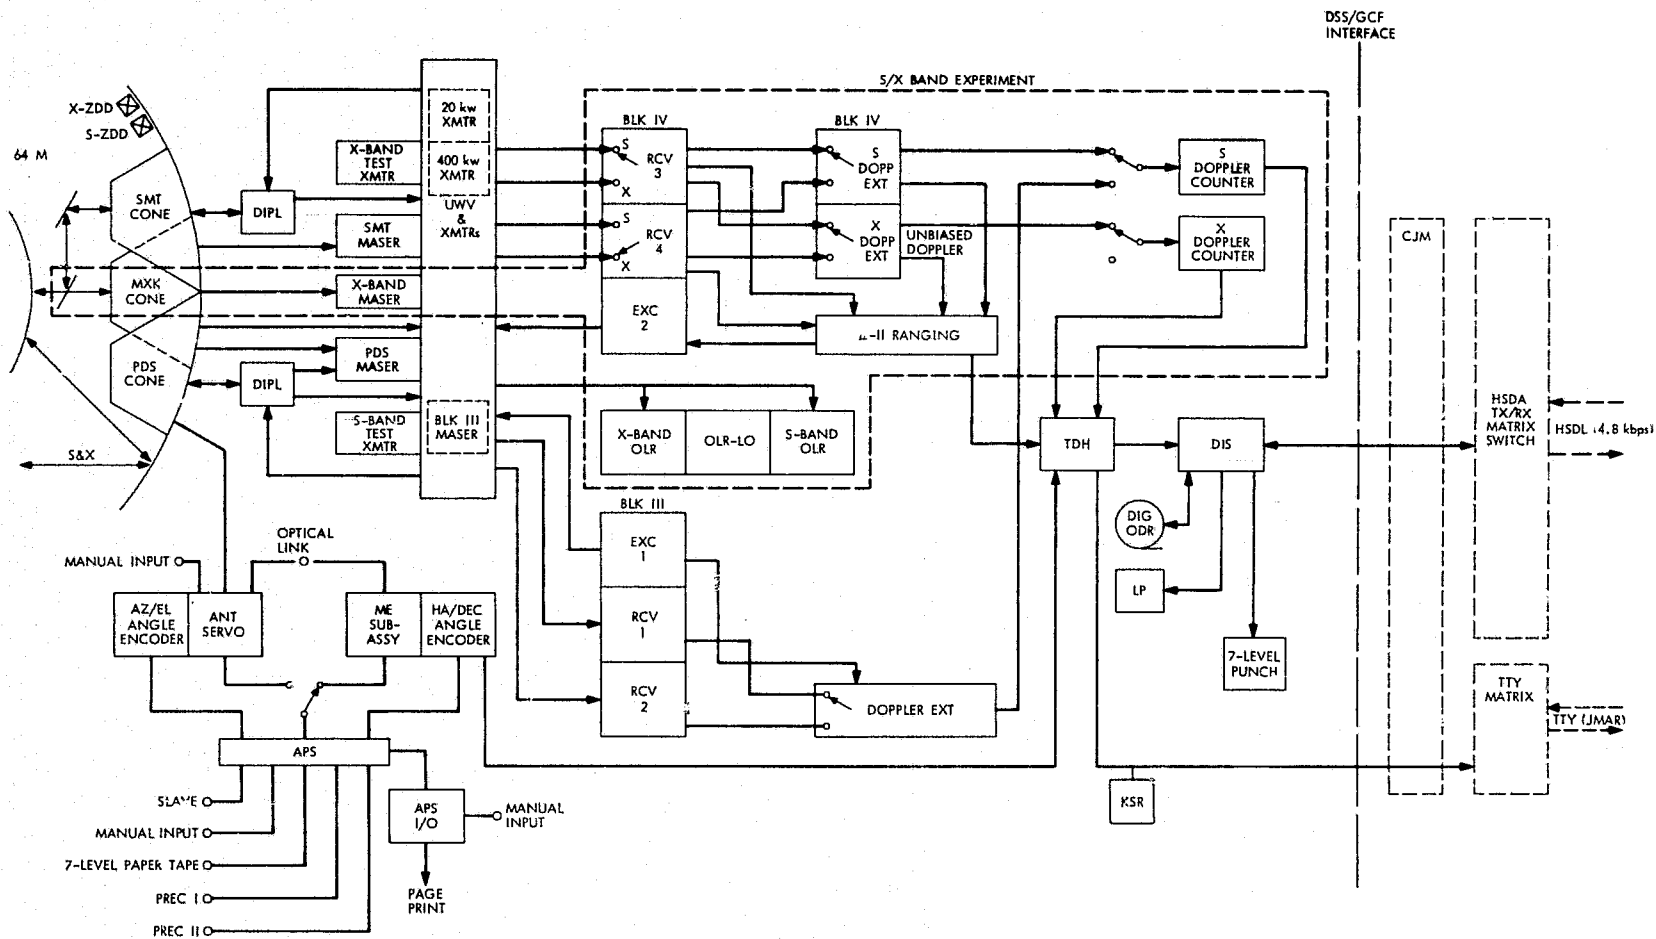 DSS/GCF
INTERFACE
S/X BAND EXPERIMENT
X-ZDD
S-ZDD
64 M
SMT
CONE
MXK
CONE
PDS
CONE
S&X
DIPL
DIPL
X-BAND
TEST
XMTR
SMT
MASER
X-BAND
MASER
PDS
MASER
S-BAND
TEST
XMTR
20 kw
XMTR
400 kw
XMTR
UWV
&
XMTRs
BLK III
MASER
BLK IV
S
RCV
3
X
S
RCV
4
X
EXC
2
BLK IV
S
DOPP
EXT
X
DOPP
EXT
UNBIASED
DOPPLER
μ-II RANGING
S
DOPPLER
COUNTER
X
DOPPLER
COUNTER
X-BAND
OLR
OLR-LO
S-BAND
OLR
TDH
DIS
DIG
ODR
LP
7-LEVEL
PUNCH
KSR
CJM
HSDA
TX/RX
MATRIX
SWITCH
HSDL (4.8 kbps)
TTY
MATRIX
TTY (JMAR)
BLK III
EXC
1
RCV
1
RCV
2
DOPPLER EXT
OPTICAL
LINK
MANUAL INPUT
AZ/EL
ANGLE
ENCODER
ANT
SERVO
ME
SUB-
ASSY
HA/DEC
ANGLE
ENCODER
APS
SLAVE
MANUAL INPUT
7-LEVEL PAPER TAPE
PREC I
PREC II
APS
I/O
MANUAL
INPUT
PAGE
PRINT